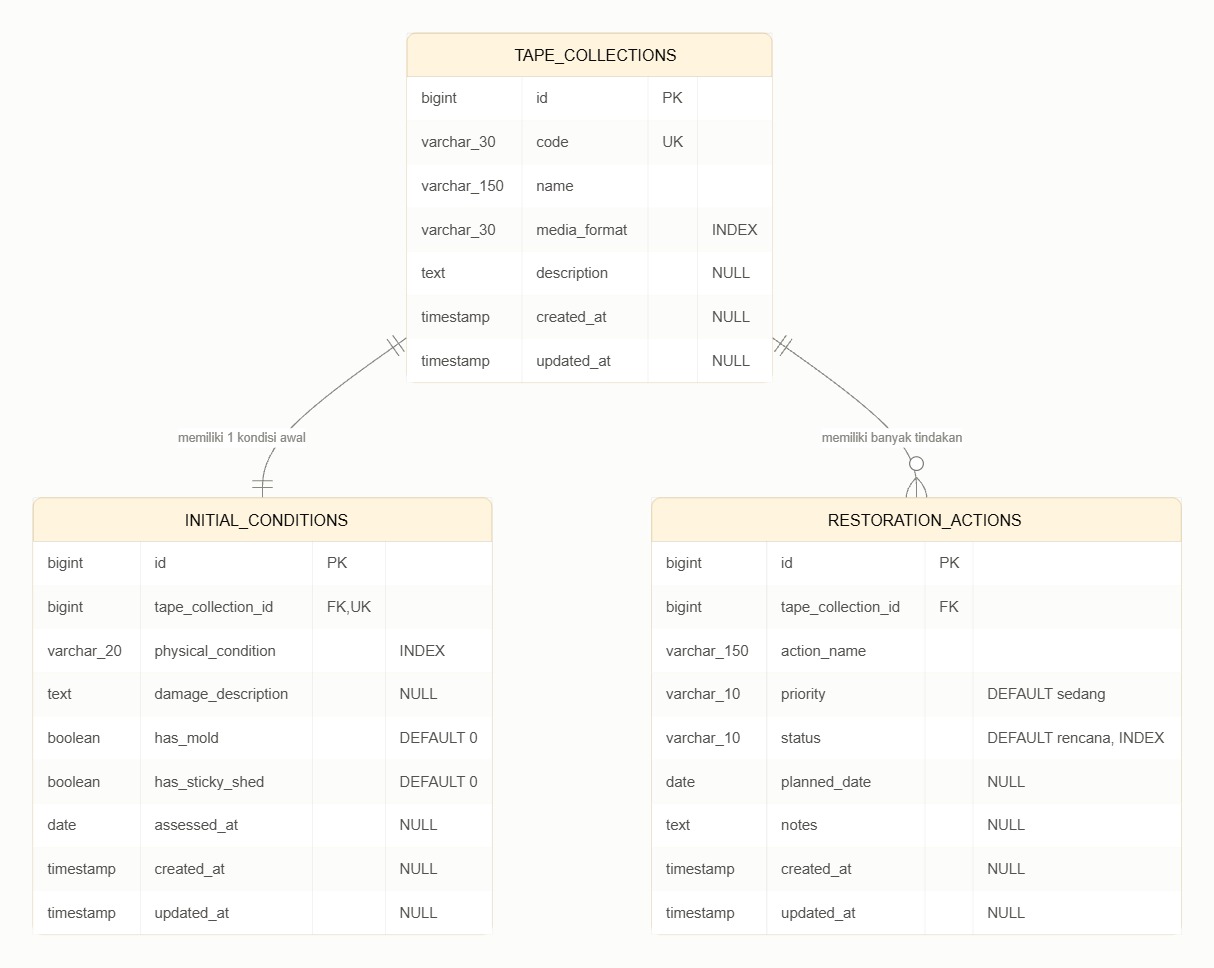 TAPE_COLLECTIONS
bigint id PK
varchar_30 code UK
varchar_150 name
varchar_30 media_format INDEX
text description NULL
timestamp created_at NULL
timestamp updated_at NULL
memiliki 1 kondisi awal
memiliki banyak tindakan
INITIAL_CONDITIONS
bigint id PK
bigint tape_collection_id FK,UK
varchar_20 physical_condition INDEX
text damage_description NULL
boolean has_mold DEFAULT 0
boolean has_sticky_shed DEFAULT 0
date assessed_at NULL
timestamp created_at NULL
timestamp updated_at NULL
RESTORATION_ACTIONS
bigint id PK
bigint tape_collection_id FK
varchar_150 action_name
varchar_10 priority DEFAULT sedang
varchar_10 status DEFAULT rencana, INDEX
date planned_date NULL
text notes NULL
timestamp created_at NULL
timestamp updated_at NULL